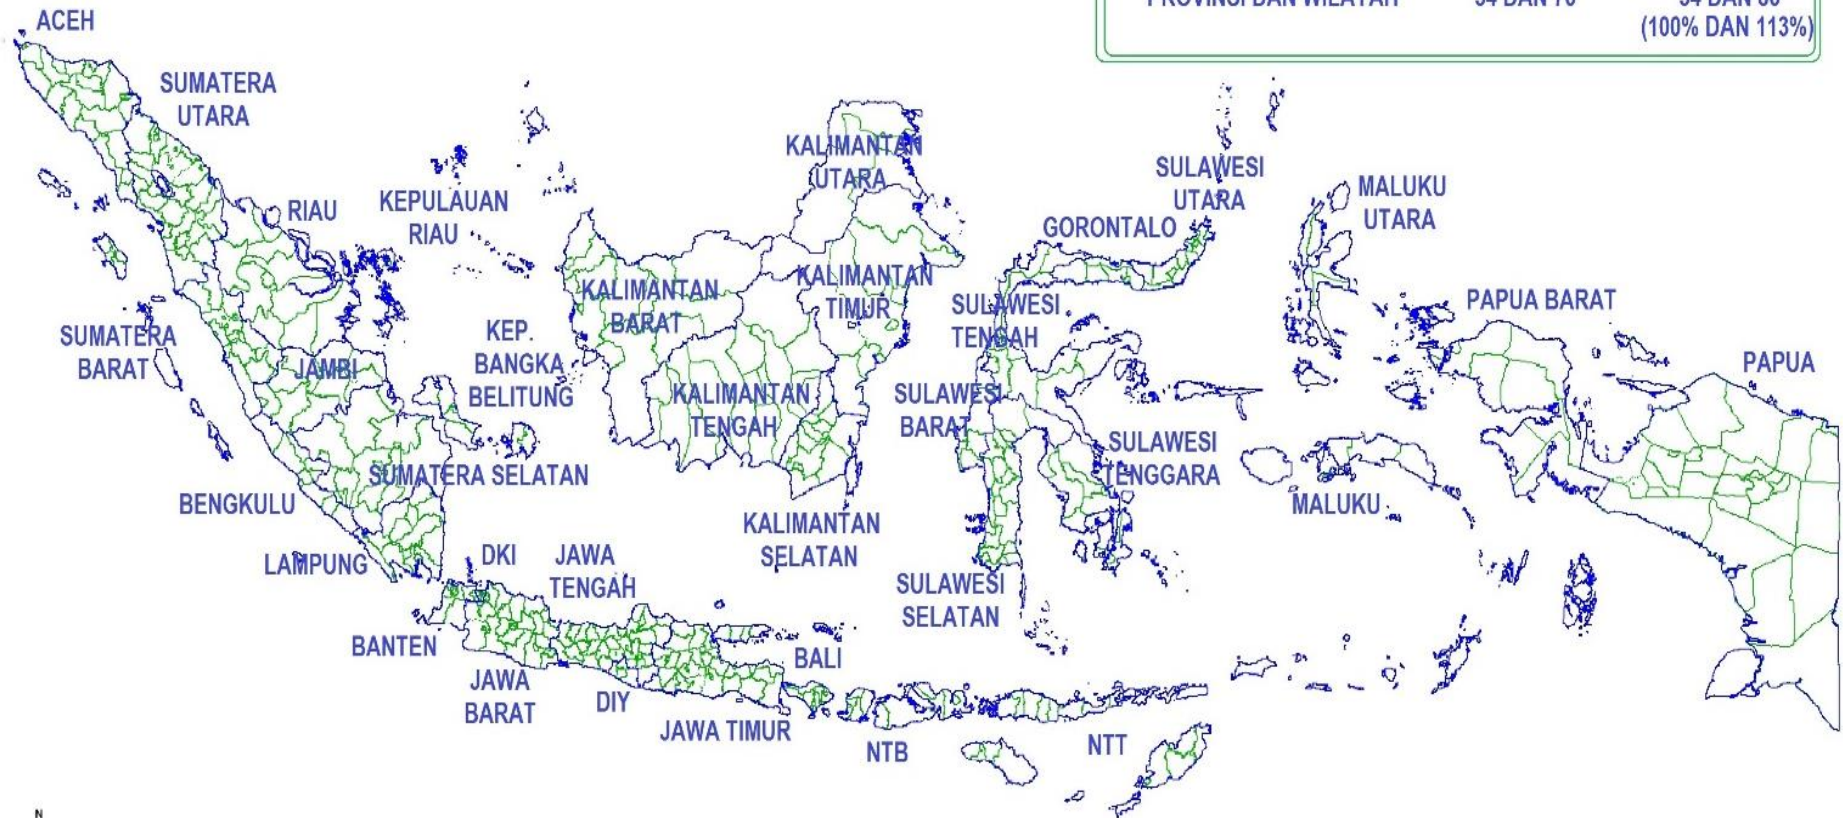 (100% DAN 113%)
ACEH
SUMATERA
UTARA
RIAU
KEPULAUAN
RIAU
SUMATERA
BARAT
JAMBI
KEP.
BANGKA
BELITUNG
SUMATERA SELATAN
BENGKULU
LAMPUNG
KALIMANTAN
UTARA
KALIMANTAN
BARAT
KALIMANTAN
TIMUR
KALIMANTAN
TENGAH
KALIMANTAN
SELATAN
SULAWESI
UTARA
GORONTALO
SULAWESI
TENGAH
SULAWESI
BARAT
SULAWESI
TENGGARA
SULAWESI
SELATAN
MALUKU
UTARA
MALUKU
PAPUA BARAT
PAPUA
DKI
JAWA
TENGAH
BANTEN
JAWA
BARAT
DIY
JAWA TIMUR
BALI
NTB
NTT
N